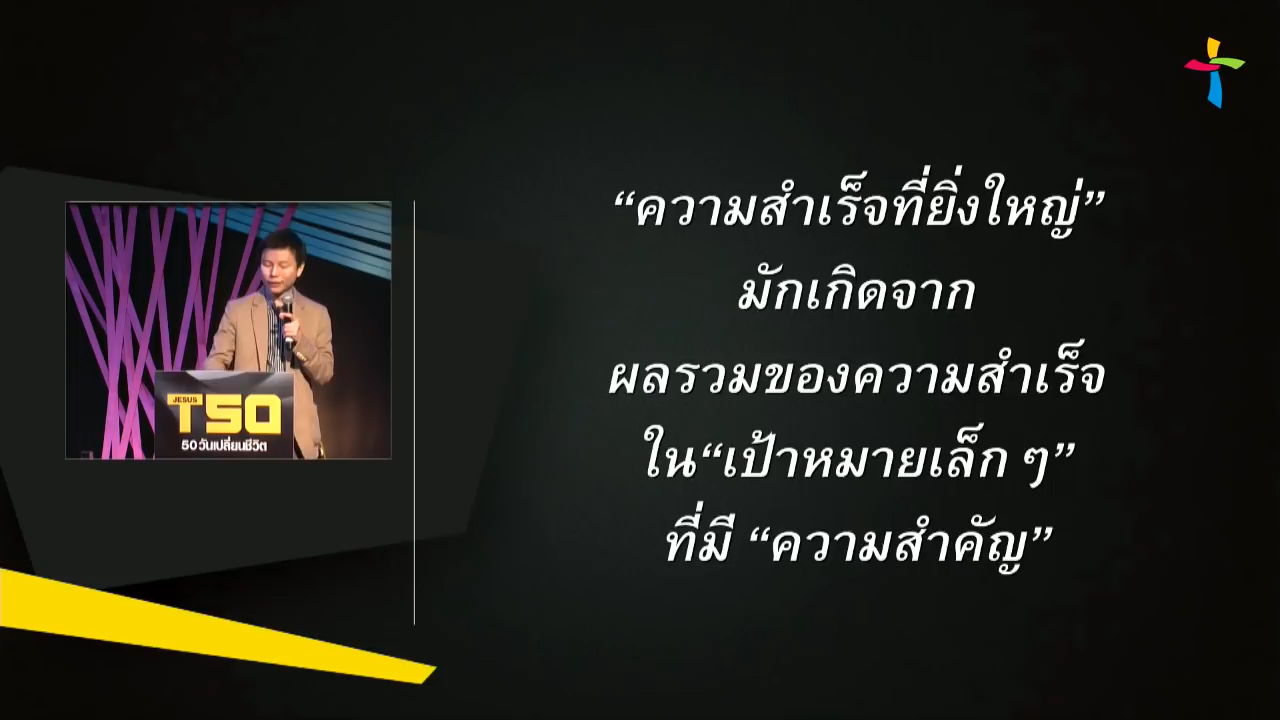 “ความสำเร็จที่ยิ่งใหญ่”
มักเกิดจาก
ผลรวมของความสำเร็จ
ใน“เป้าหมายเล็ก ๆ”
ที่มี “ความสำคัญ”
JESUS
T50
50 วันเปลี่ยนชีวิต